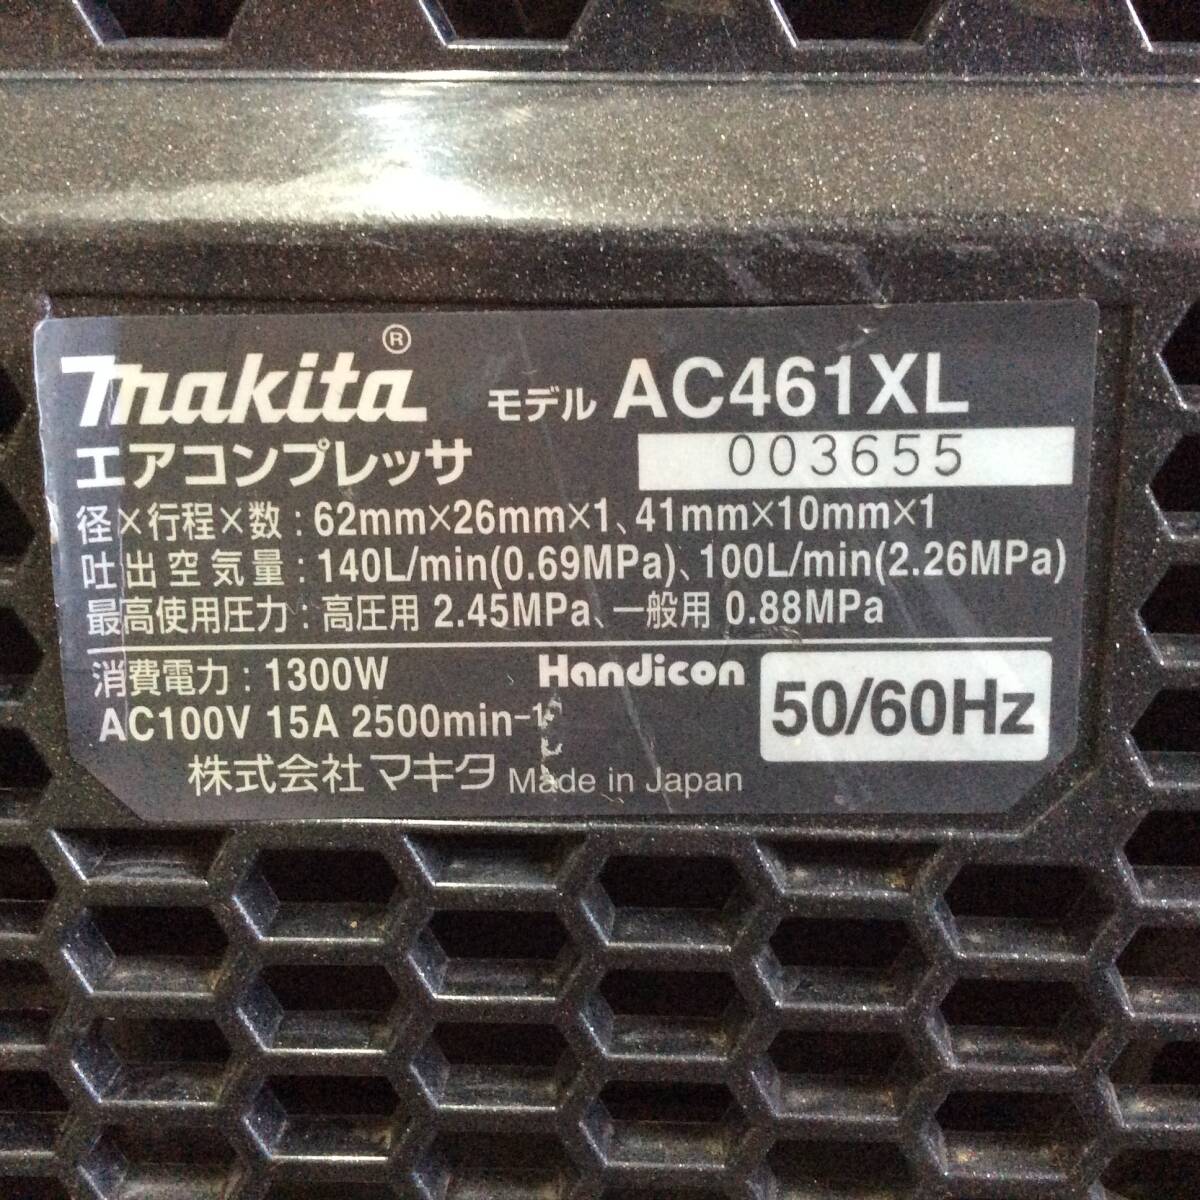 makita® モデル AC461XL
エアコンプレッサ 003655
径×行程×数：62mm×26mm×1、41mm×10mm×1
吐出空気量：140L/min(0.69MPa)、100L/min(2.26MPa)
最高使用圧力：高圧用 2.45MPa、一般用 0.88MPa
消費電力：1300W Handicon 50/60Hz
AC100V 15A 2500min-1
株式会社マキタ Made in Japan